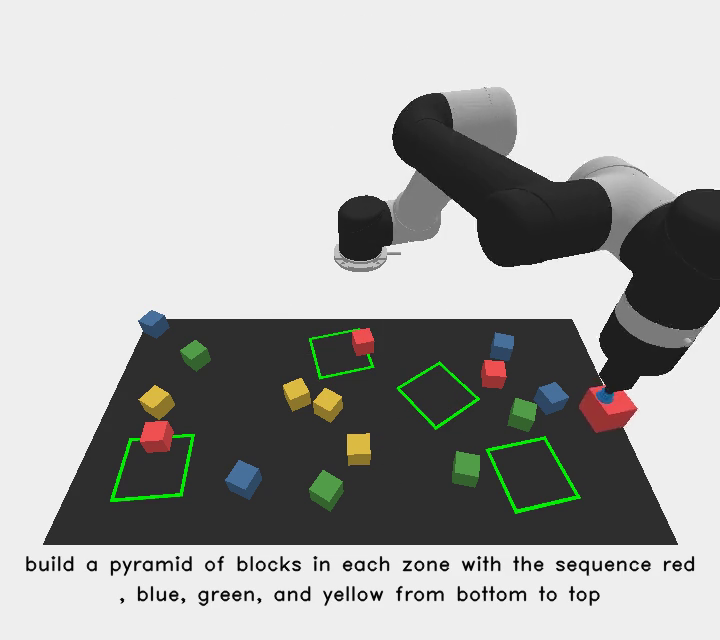 build a pyramid of blocks in each zone with the sequence red
, blue, green, and yellow from bottom to top